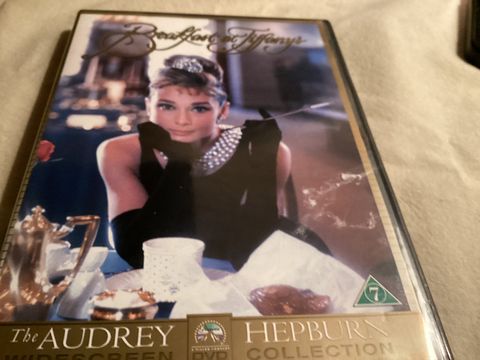 Breakfast at Tiffany's
7
The AUDREY HEPBURN
WIDESCREEN COLLECTION